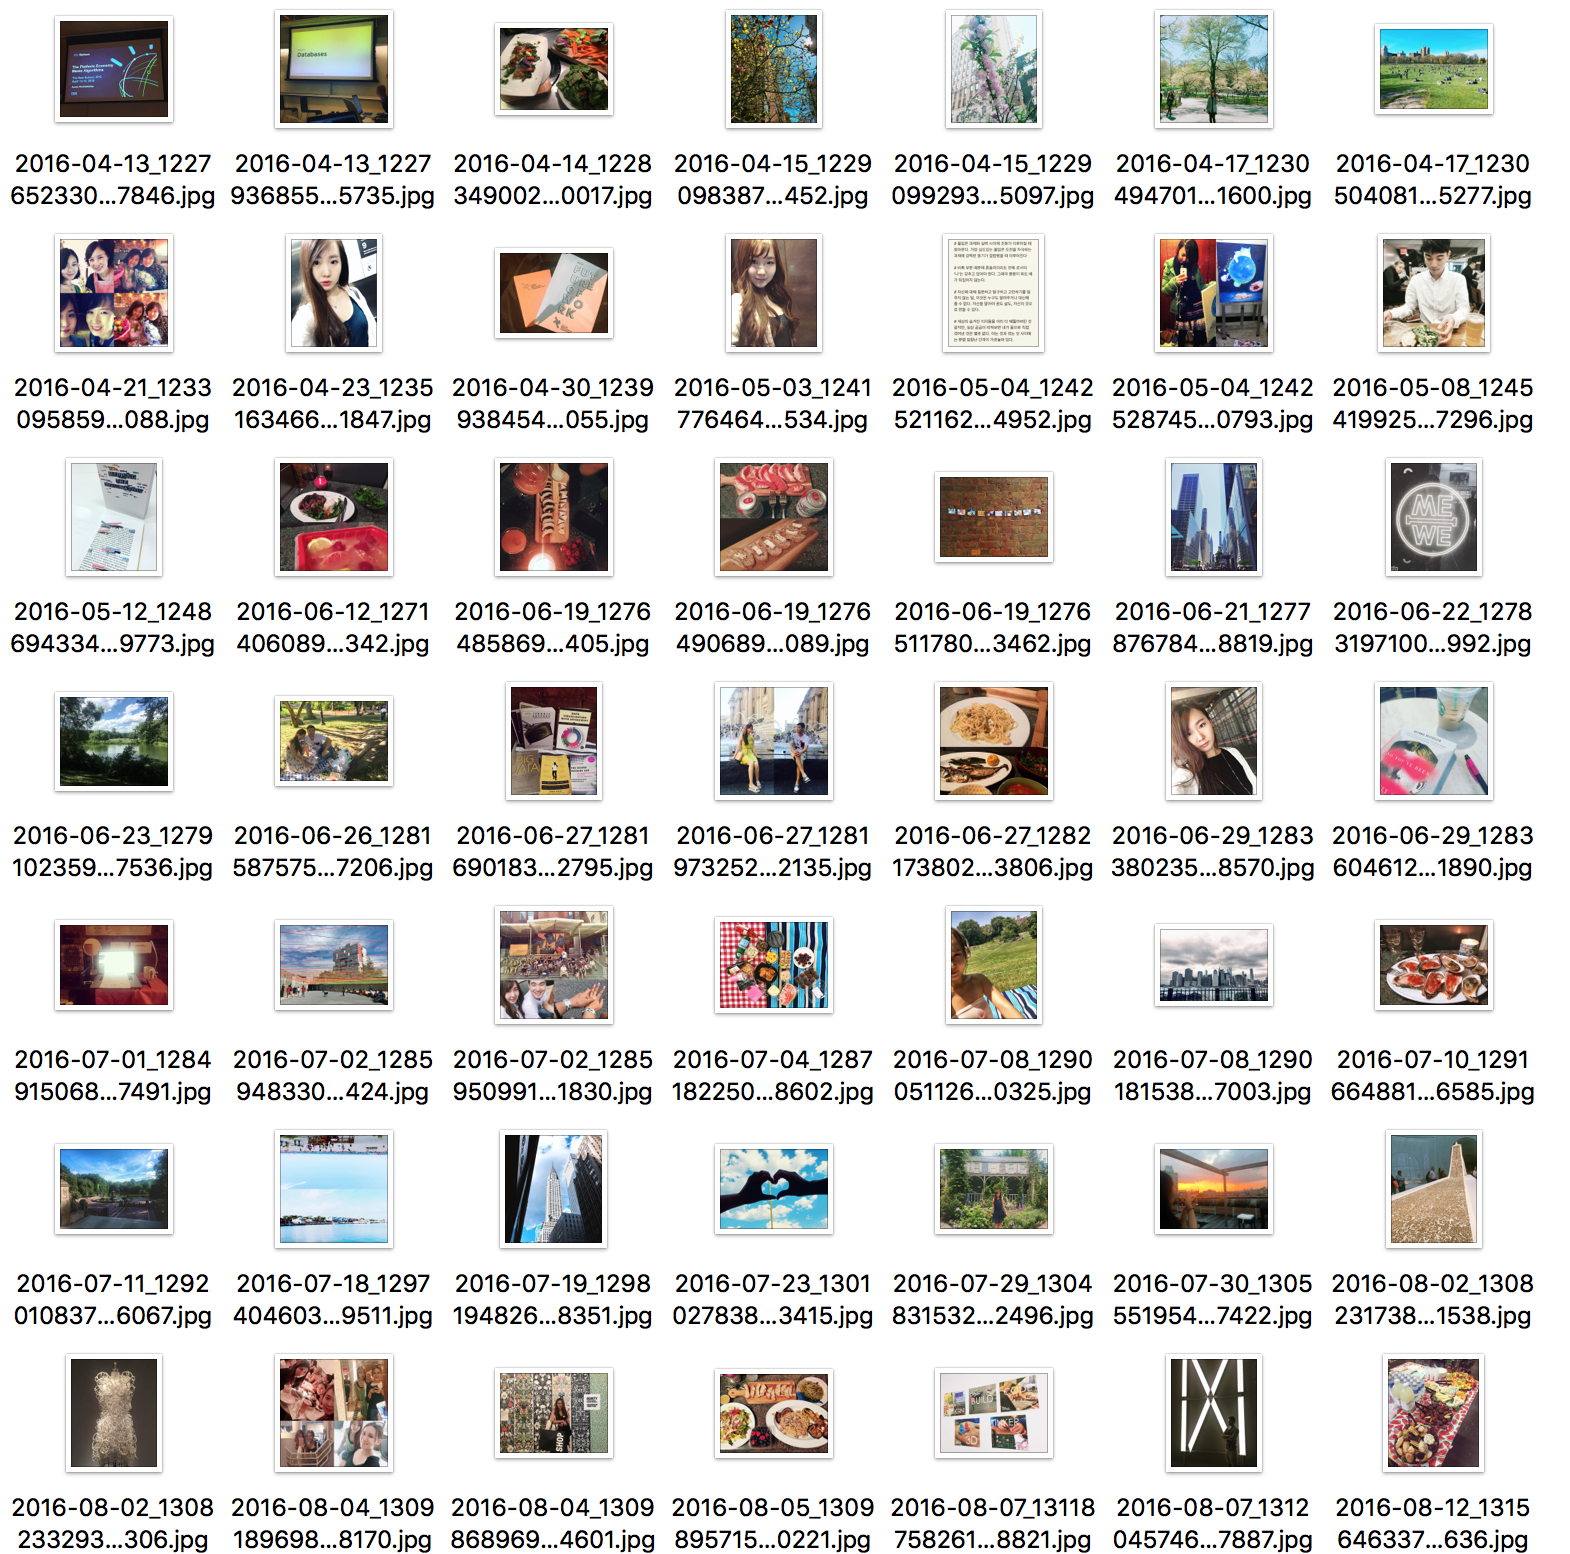 The Platform Economy
Meets Algorithms
Databases
2016-04-13_1227
652330...7846.jpg
2016-04-13_1227
936855...5735.jpg
2016-04-14_1228
349002...0017.jpg
2016-04-15_1229
098387...452.jpg
2016-04-15_1229
099293...5097.jpg
2016-04-17_1230
494701...1600.jpg
2016-04-17_1230
504081...5277.jpg
9
2016-04-21_1233
095859...088.jpg
2016-04-23_1235
163466...1847.jpg
2016-04-30_1239
938454...055.jpg
2016-05-03_1241
776464...534.jpg
2016-05-04_1242
521162...4952.jpg
2016-05-04_1242
528745...0793.jpg
2016-05-08_1245
419925...7296.jpg
ME
WE
2016-05-12_1248
694334...9773.jpg
2016-06-12_1271
406089...342.jpg
2016-06-19_1276
485869...405.jpg
2016-06-19_1276
490689...089.jpg
2016-06-19_1276
511780...3462.jpg
2016-06-21_1277
876784...8819.jpg
2016-06-22_1278
3197100...992.jpg
2016-06-23_1279
102359...7536.jpg
2016-06-26_1281
587575...7206.jpg
2016-06-27_1281
690183...2795.jpg
2016-06-27_1281
973252...2135.jpg
2016-06-27_1282
173802...3806.jpg
2016-06-29_1283
380235...8570.jpg
2016-06-29_1283
604612...1890.jpg
2016-07-01_1284
915068...7491.jpg
2016-07-02_1285
948330...424.jpg
2016-07-02_1285
950991...1830.jpg
2016-07-04_1287
182250...8602.jpg
2016-07-08_1290
051126...0325.jpg
2016-07-08_1290
181538...7003.jpg
2016-07-10_1291
664881...6585.jpg
2016-07-11_1292
010837...6067.jpg
2016-07-18_1297
404603...9511.jpg
2016-07-19_1298
194826...8351.jpg
2016-07-23_1301
027838...3415.jpg
2016-07-29_1304
831532...2496.jpg
2016-07-30_1305
551954...7422.jpg
2016-08-02_1308
231738...1538.jpg
SHOP
BUILD
3D
2016-08-02_1308
233293...306.jpg
2016-08-04_1309
189698...8170.jpg
2016-08-04_1309
868969...4601.jpg
2016-08-05_1309
895715...0221.jpg
2016-08-07_13118
758261...8821.jpg
2016-08-07_1312
045746...7887.jpg
2016-08-12_1315
646337...636.jpg